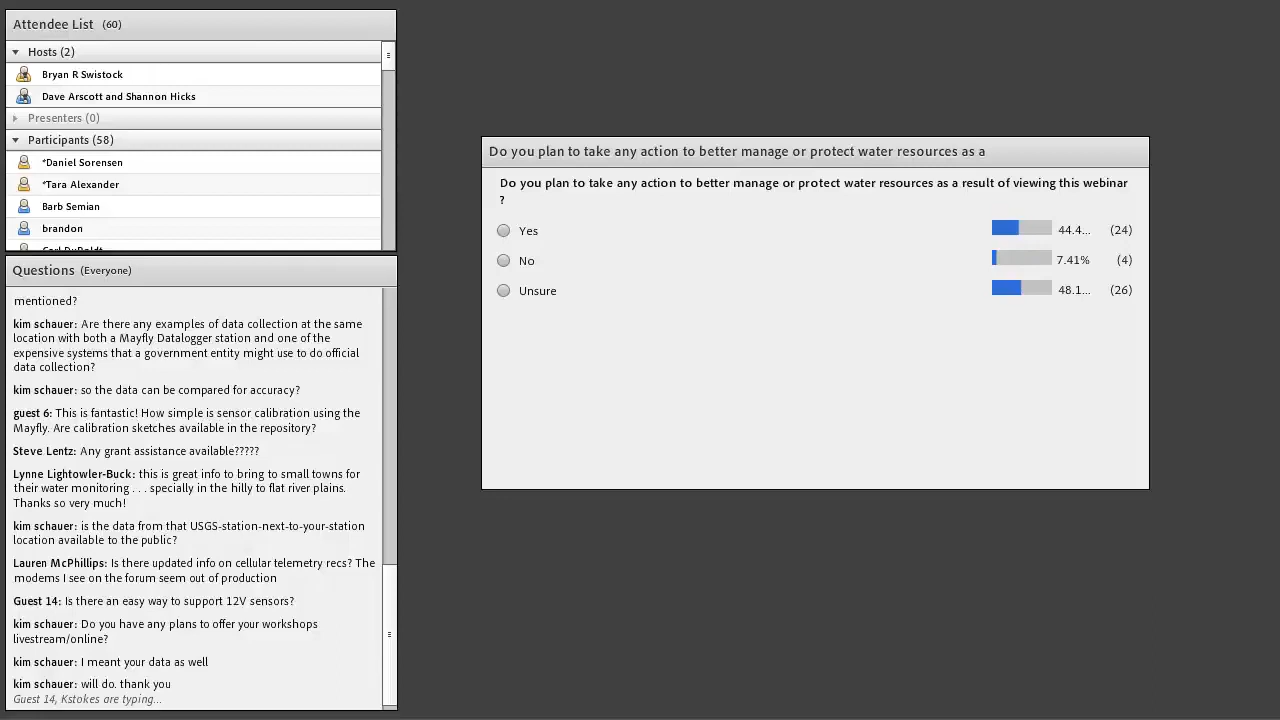 Attendee List (60)
Hosts (2)
Bryan R Swistock
Dave Arscott and Shannon Hicks
Presenters (0)
Participants (58)
*Daniel Sorensen
*Tara Alexander
Barb Semian
brandon
Questions (Everyone)
mentioned?
kim schauer: Are there any examples of data collection at the same
location with both a Mayfly Datalogger station and one of the
expensive systems that a government entity might use to do official
data collection?
kim schauer: so the data can be compared for accuracy?
guest 6: This is fantastic! How simple is sensor calibration using the
Mayfly. Are calibration sketches available in the repository?
Steve Lentz: Any grant assistance available?????
Lynne Lightowler-Buck: this is great info to bring to small towns for
their water monitoring . . . specially in the hilly to flat river plains.
Thanks so very much!
kim schauer: is the data from that USGS-station-next-to-your-station
location available to the public?
Lauren McPhillips: Is there updated info on cellular telemetry recs? The
modems I see on the forum seem out of production
Guest 14: Is there an easy way to support 12V sensors?
kim schauer: Do you have any plans to offer your workshops
livestream/online?
kim schauer: I meant your data as well
kim schauer: will do. thank you
Guest 14, Kstokes are typing...
Do you plan to take any action to better manage or protect water resources as a
Do you plan to take any action to better manage or protect water resources as a result of viewing this webinar
?
Yes 44.4... (24)
No 7.41% (4)
Unsure 48.1... (26)